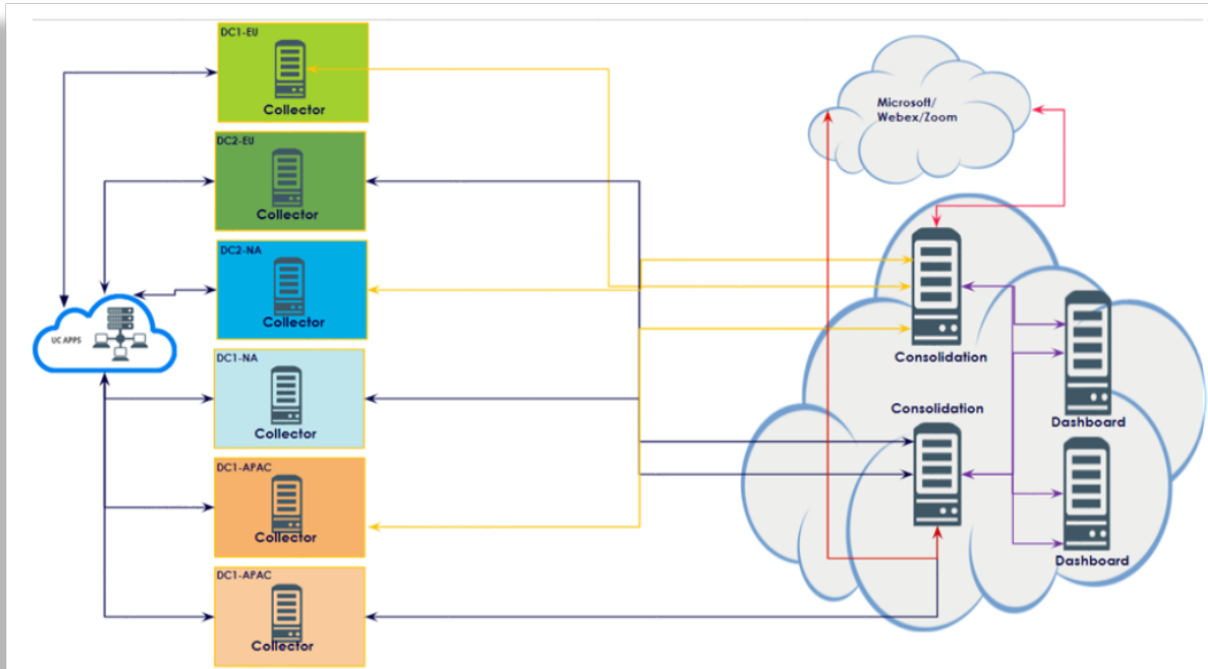 DC1-EU
Collector
DC2-EU
Collector
DC2-NA
Collector
DC1-NA
Collector
DC1-APAC
Collector
DC1-APAC
Collector
UC APPS
Microsoft/
Webex/Zoom
Consolidation
Consolidation
Dashboard
Dashboard